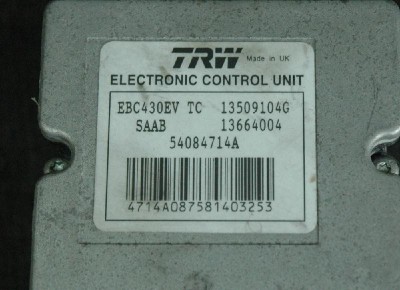 TRW Made in UK
ELECTRONIC CONTROL UNIT
EBC430EV TC 13509104G
SAAB 13664004
54084714A
4714A087581403253